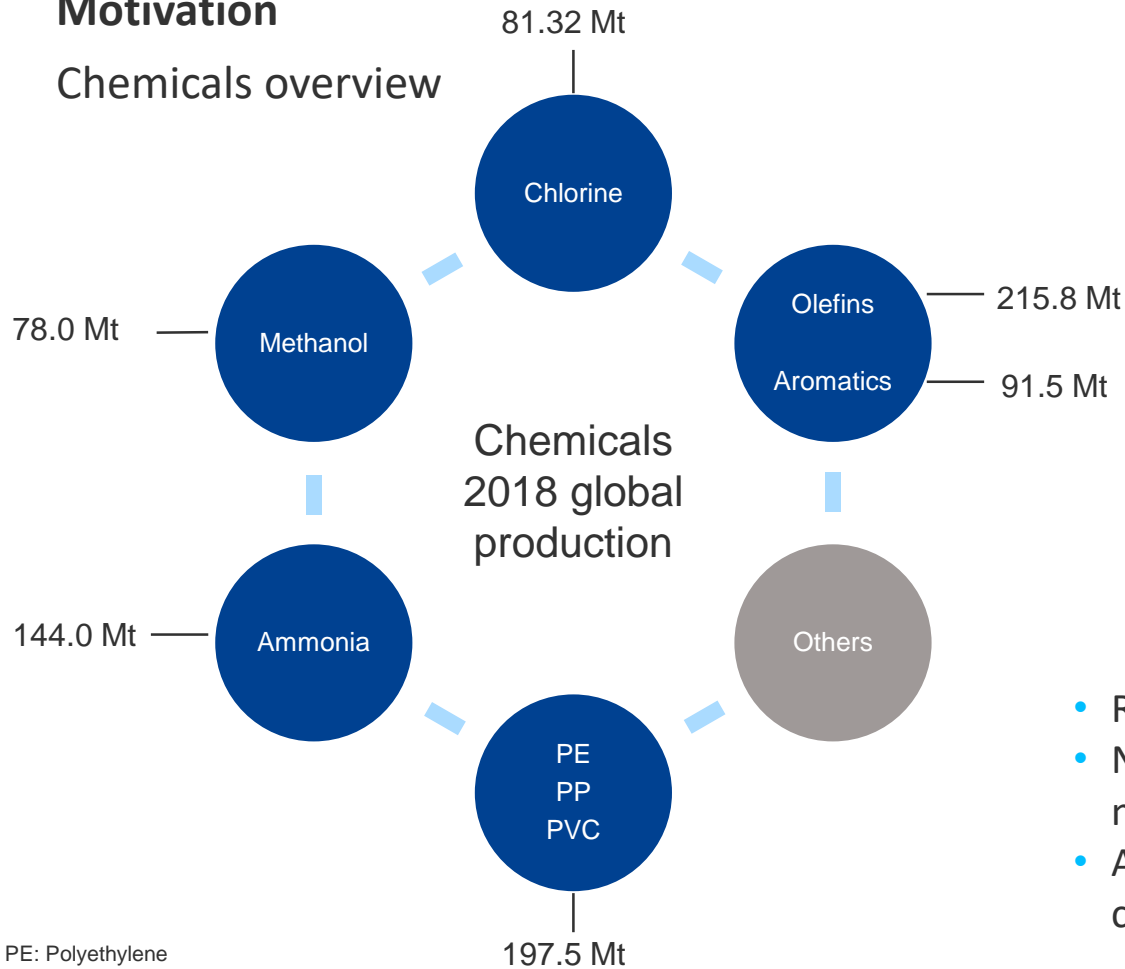 Motivation
Chemicals overview
81.32 Mt
Chlorine
Olefins
215.8 Mt
Aromatics
91.5 Mt
78.0 Mt
Methanol
Chemicals
2018 global
production
144.0 Mt
Ammonia
Others
PE
PP
PVC
197.5 Mt
PE: Polyethylene